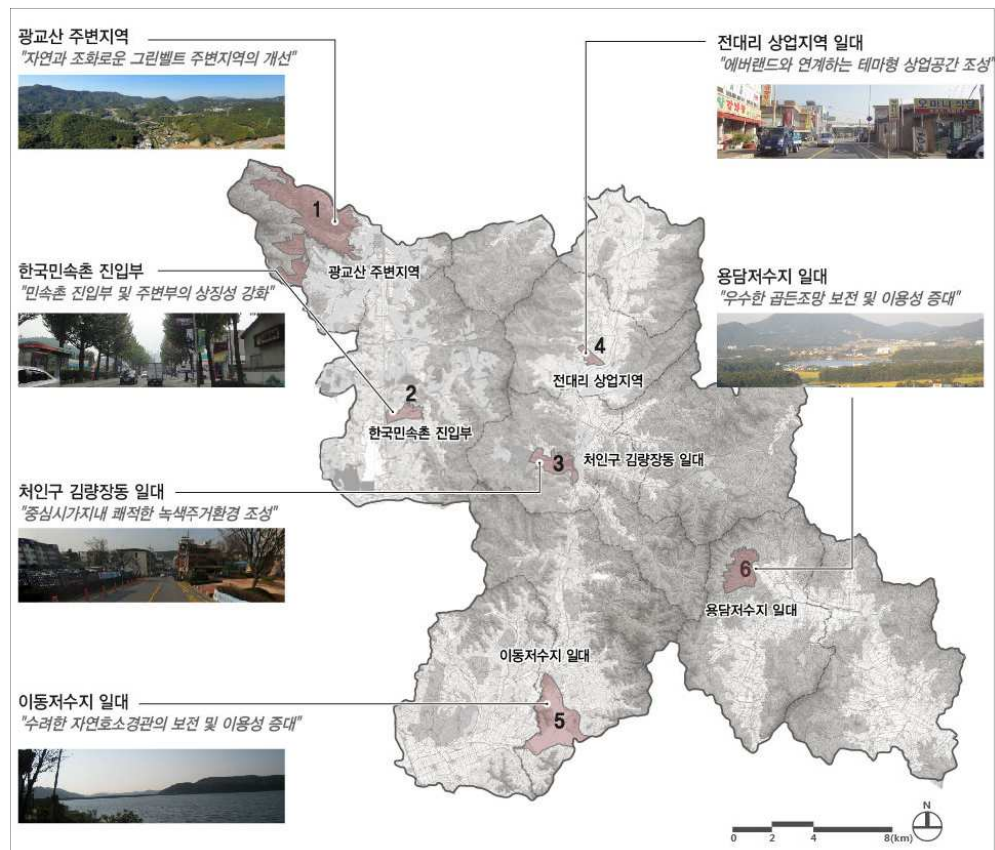 광교산 주변지역
"자연과 조화로운 그린벨트 주변지역의 개선"
전대리 상업지역 일대
"에버랜드와 연계하는 테마형 상업공간 조성"
1
광교산 주변지역
한국민속촌 진입부
"민속촌 진입부 및 주변부의 상징성 강화"
용담저수지 일대
"우수한 곱든조망 보전 및 이용성 증대"
4
전대리 상업지역
2
한국민속촌 진입부
3
처인구 김량장동 일대
처인구 김량장동 일대
"중심시가지내 쾌적한 녹색주거환경 조성"
6
용담저수지 일대
이동저수지 일대
5
이동저수지 일대
"수려한 자연호소경관의 보전 및 이용성 증대"
N
0 2 4 8(km)